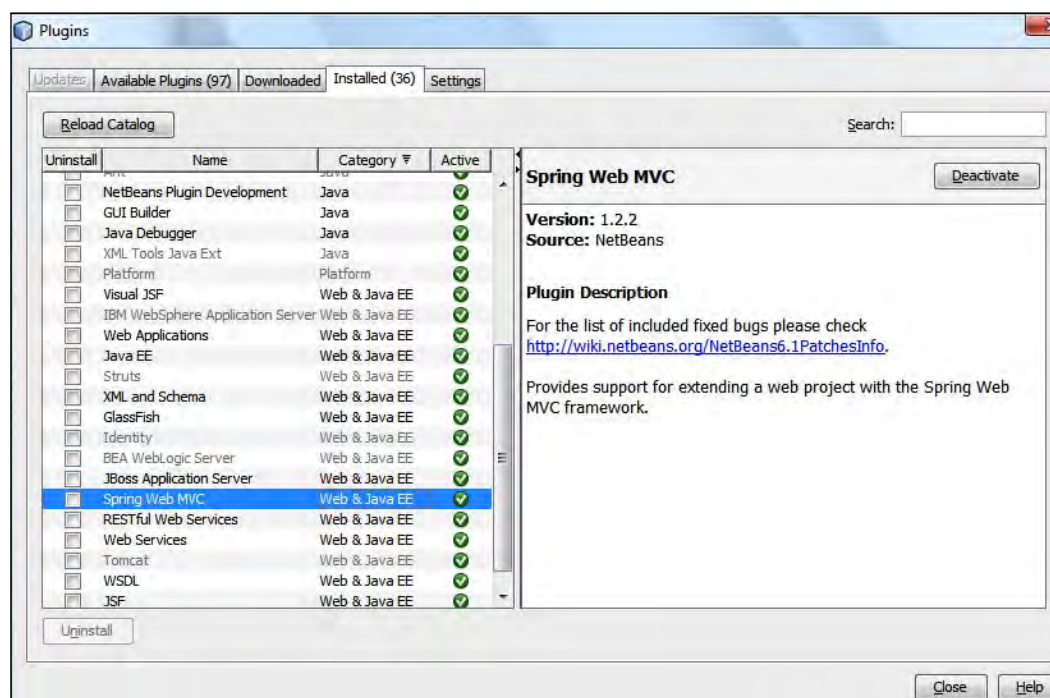 Plugins
Updates Available Plugins (97) Downloaded Installed (36) Settings
Reload Catalog Search:
Uninstall Name Category Active
Ant Java
NetBeans Plugin Development Java
GUI Builder Java
Java Debugger Java
XML Tools Java Ext Java
Platform Platform
Visual JSF Web & Java EE
IBM WebSphere Application Server Web & Java EE
Web Applications Web & Java EE
Java EE Web & Java EE
Struts Web & Java EE
XML and Schema Web & Java EE
GlassFish Web & Java EE
Identity Web & Java EE
BEA WebLogic Server Web & Java EE
JBoss Application Server Web & Java EE
Spring Web MVC Web & Java EE
RESTful Web Services Web & Java EE
Web Services Web & Java EE
Tomcat Web & Java EE
WSDL Web & Java EE
JSF Web & Java EE
Uninstall
Spring Web MVC Deactivate
Version: 1.2.2
Source: NetBeans
Plugin Description
For the list of included fixed bugs please check
http://wiki.netbeans.org/NetBeans6.1PatchesInfo.
Provides support for extending a web project with the Spring Web
MVC framework.
Close Help